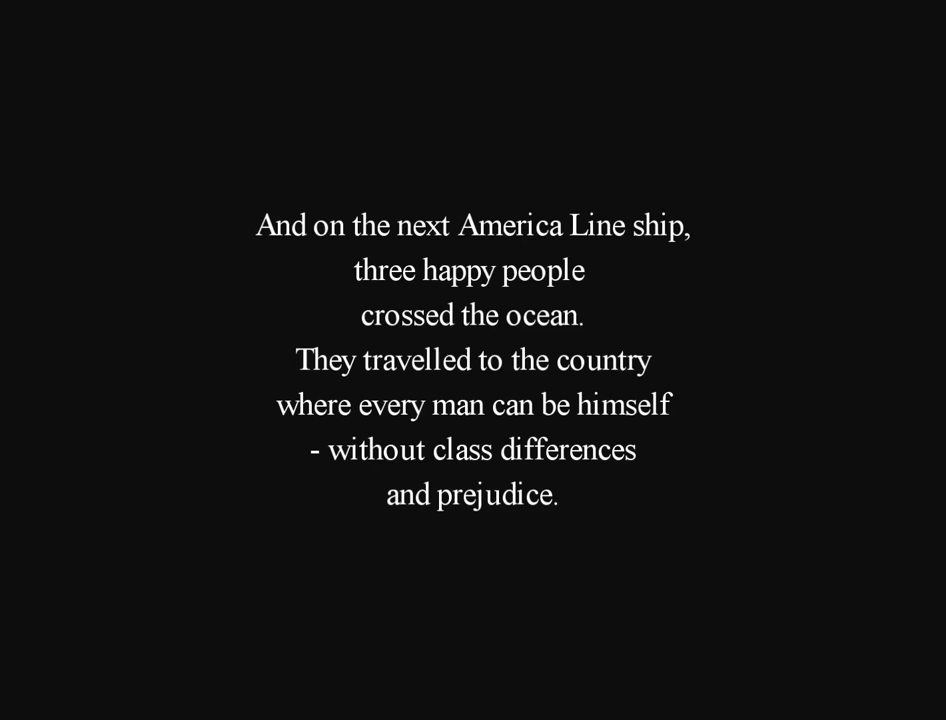 And on the next America Line ship,
three happy people
crossed the ocean.
They travelled to the country
where every man can be himself
- without class differences
and prejudice.